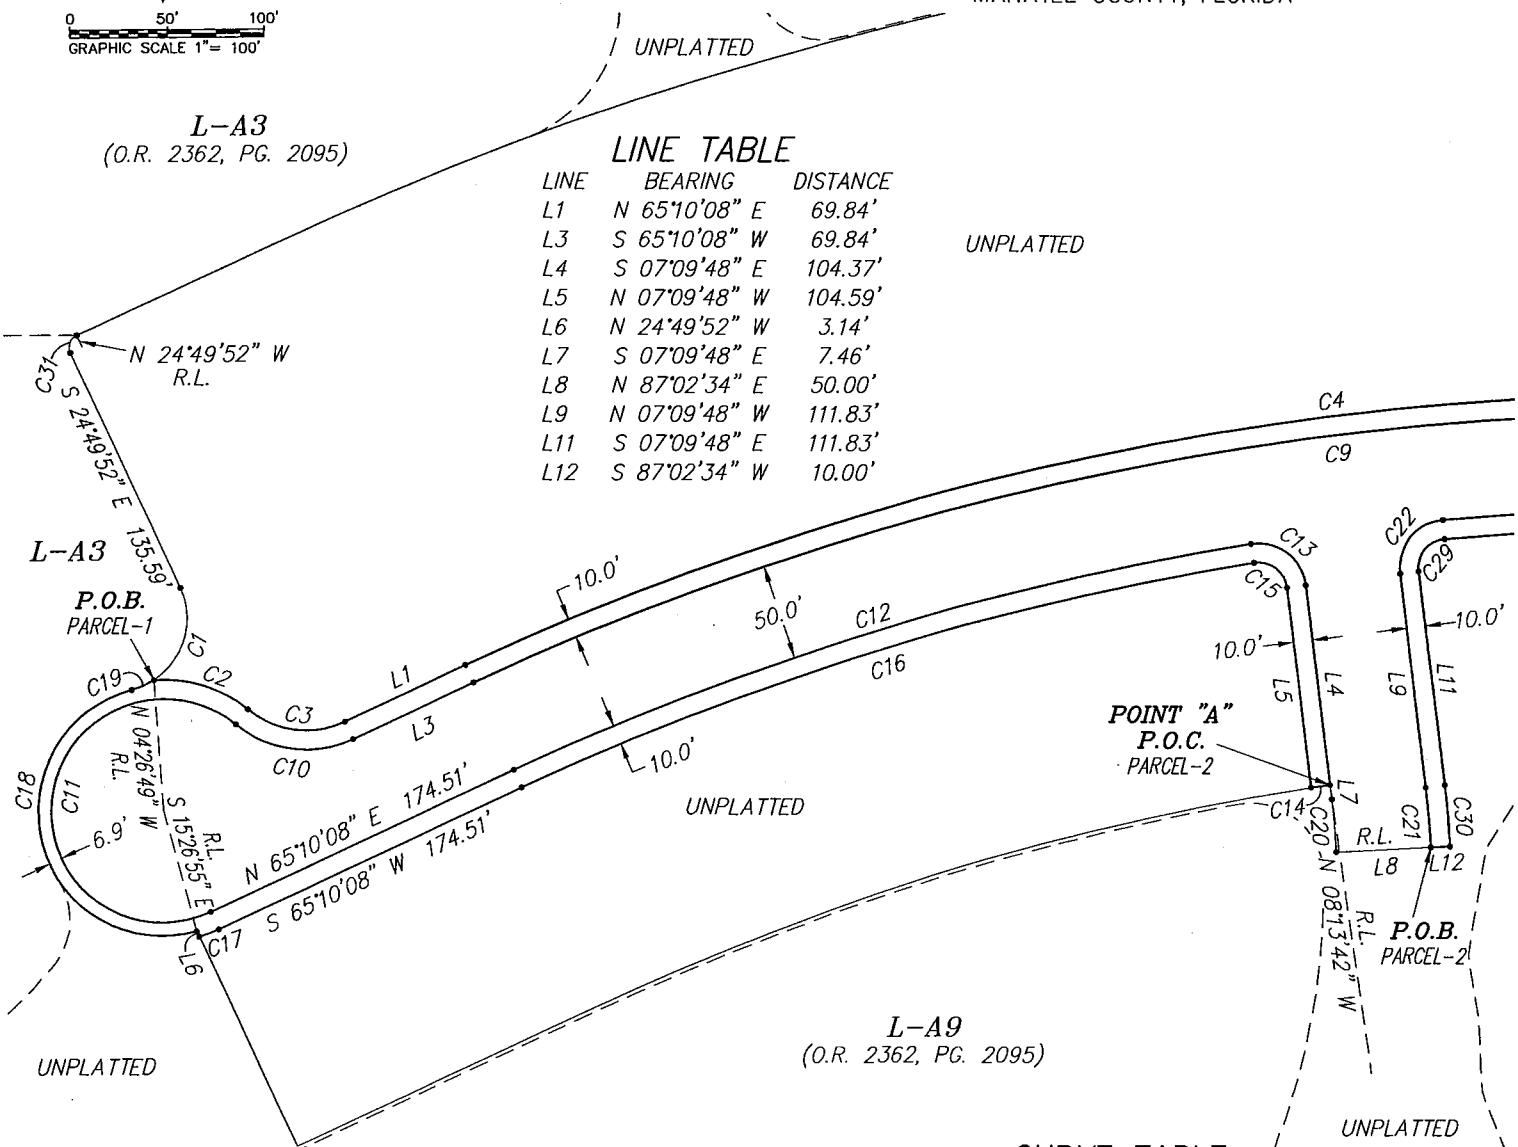 MANATEE COUNTY, FLORIDA
0 50' 100'
GRAPHIC SCALE 1"= 100'
UNPLATTED
L-A3
(O.R. 2362, PG. 2095)
LINE TABLE
LINE BEARING DISTANCE
L1 N 65°10'08" E 69.84'
L3 S 65°10'08" W 69.84'
L4 S 07°09'48" E 104.37'
L5 N 07°09'48" W 104.59'
L6 N 24°49'52" W 3.14'
L7 S 07°09'48" E 7.46'
L8 N 87°02'34" E 50.00'
L9 N 07°09'48" W 111.83'
L11 S 07°09'48" E 111.83'
L12 S 87°02'34" W 10.00'
UNPLATTED
N 24°49'52" W
R.L.
C31
S 24°49'52" E 135.59'
C4
C9
L-A3
P.O.B.
PARCEL-1
C1
C19
C2
C3
L1
L3
C10
10.0'
50.0'
C12
C16
10.0'
C13
C15
C22
C29
10.0'
10.0'
L5
L4
L9
L11
N 04°26'49" W
R.L.
S 15°26'55" E
R.L.
C18
C11
6.9'
N 65°10'08" E 174.51'
S 65°10'08" W 174.51'
UNPLATTED
POINT "A"
P.O.C.
PARCEL-2
L7
C14
C20
C21
C30
R.L.
L8
L12
N 08°13'42" W
R.L.
P.O.B.
PARCEL-2
C17
L6
L-A9
(O.R. 2362, PG. 2095)
UNPLATTED
UNPLATTED
CURVE TABLE